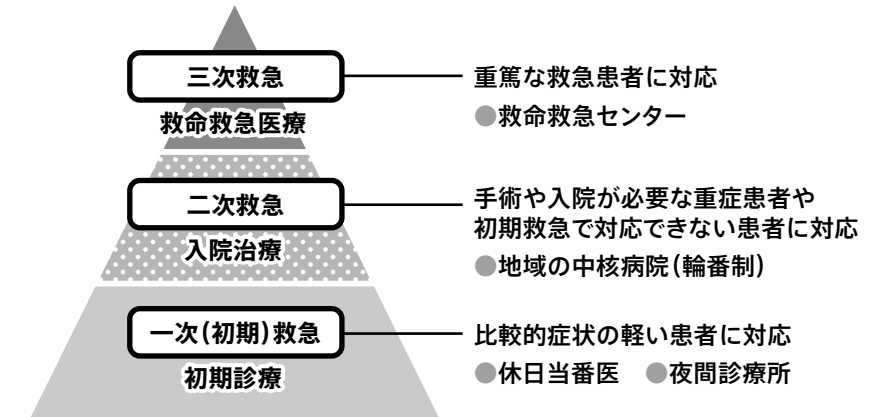 三次救急
救命救急医療
重篤な救急患者に対応
●救命救急センター
二次救急
入院治療
手術や入院が必要な重症患者や
初期救急で対応できない患者に対応
●地域の中核病院(輪番制)
一次(初期)救急
初期診療
比較的症状の軽い患者に対応
●休日当番医 ●夜間診療所